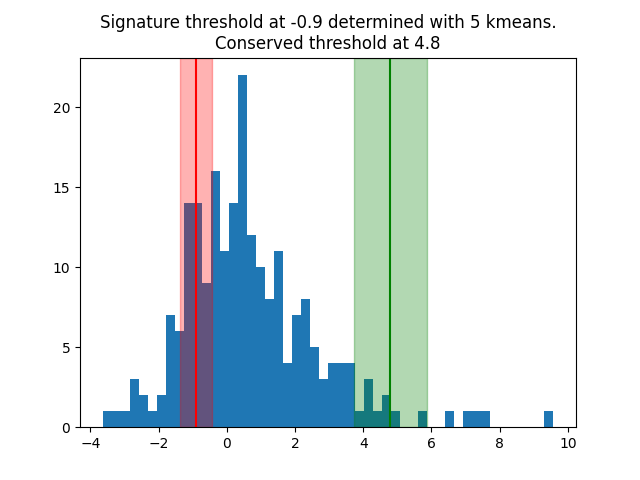 Signature threshold at -0.9 determined with 5 kmeans.
Conserved threshold at 4.8
20
15
10
5
0
−4 −2 0 2 4 6 8 10